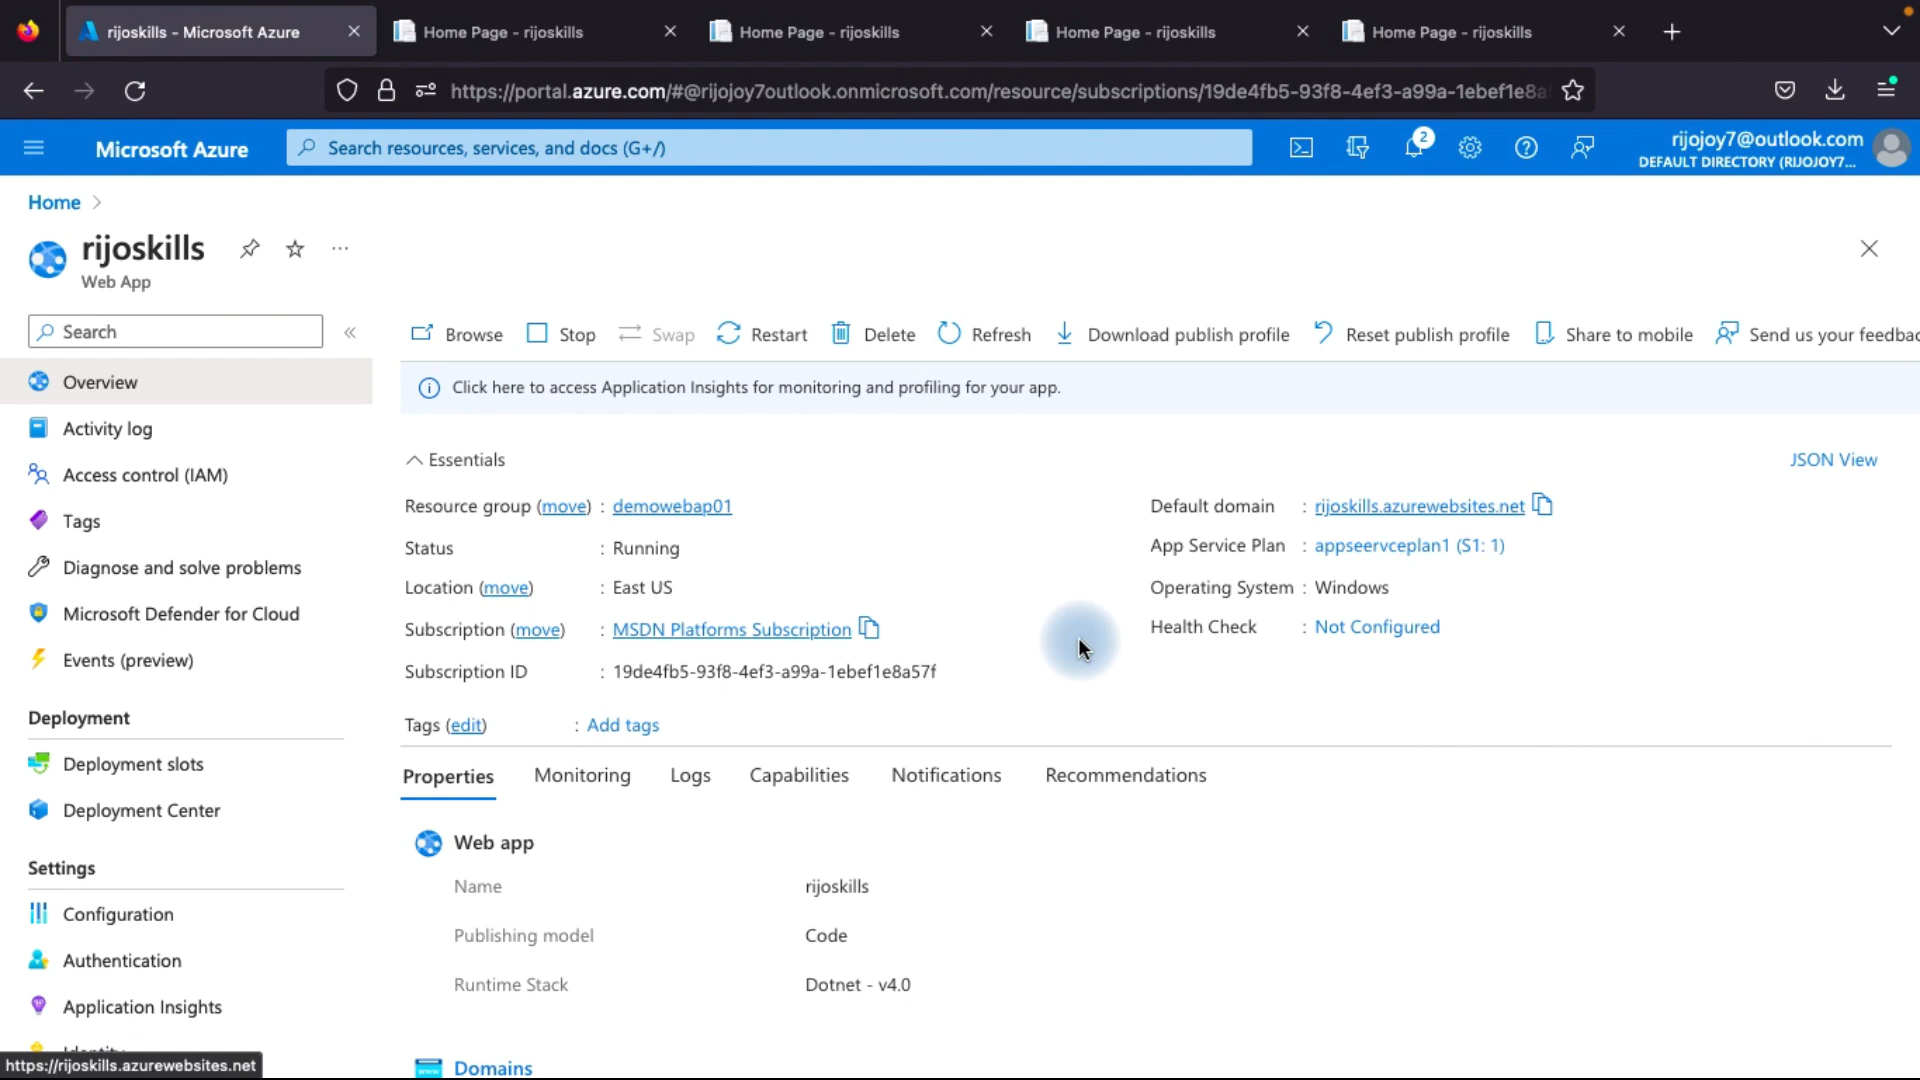 rijoskills - Microsoft Azure
Home Page - rijoskills
Home Page - rijoskills
Home Page - rijoskills
Home Page - rijoskills
https://portal.azure.com/#@rijojoy7outlook.onmicrosoft.com/resource/subscriptions/19de4fb5-93f8-4ef3-a99a-1ebef1e8a
Microsoft Azure
Search resources, services, and docs (G+/)
2
rijojoy7@outlook.com
DEFAULT DIRECTORY (RIJOJOY7...
Home
rijoskills
Web App
Search
Browse
Stop
Swap
Restart
Delete
Refresh
Download publish profile
Reset publish profile
Share to mobile
Send us your feedbac
Overview
Activity log
Access control (IAM)
Tags
Diagnose and solve problems
Microsoft Defender for Cloud
Events (preview)
Deployment
Deployment slots
Deployment Center
Settings
Configuration
Authentication
Application Insights
Identity
https://rijoskills.azurewebsites.net
Click here to access Application Insights for monitoring and profiling for your app.
Essentials
JSON View
Resource group (move) : demowebap01
Status : Running
Location (move) : East US
Subscription (move) : MSDN Platforms Subscription
Subscription ID : 19de4fb5-93f8-4ef3-a99a-1ebef1e8a57f
Tags (edit) : Add tags
Default domain : rijoskills.azurewebsites.net
App Service Plan : appseervceplan1 (S1: 1)
Operating System : Windows
Health Check : Not Configured
Properties
Monitoring
Logs
Capabilities
Notifications
Recommendations
Web app
Name rijoskills
Publishing model Code
Runtime Stack Dotnet - v4.0
www
Domains